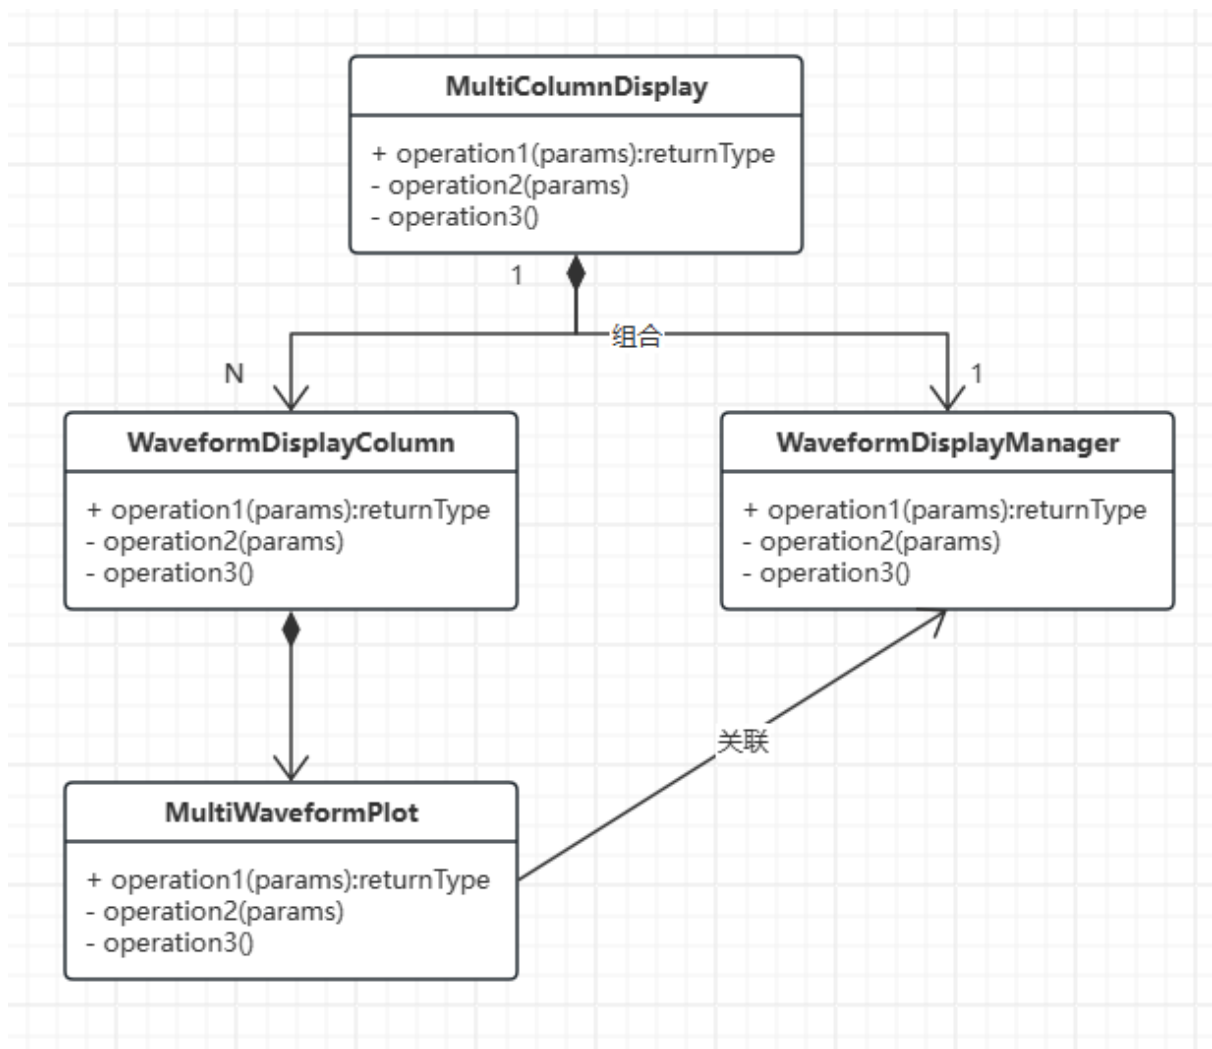 MultiColumnDisplay
+ operation1(params):returnType
- operation2(params)
- operation3()
1
组合
N
1
WaveformDisplayColumn
+ operation1(params):returnType
- operation2(params)
- operation3()
WaveformDisplayManager
+ operation1(params):returnType
- operation2(params)
- operation3()
关联
MultiWaveformPlot
+ operation1(params):returnType
- operation2(params)
- operation3()